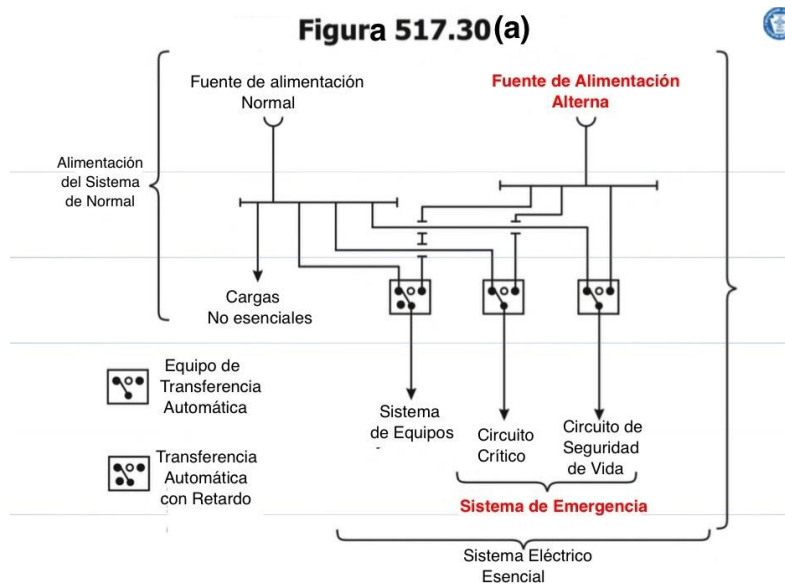 Figura 517.30(a)
Fuente de alimentación
Normal
Fuente de Alimentación
Alterna
Alimentación
del Sistema
de Normal
Cargas
No esenciales
Equipo de
Transferencia
Automática
Transferencia
Automática
con Retardo
Sistema
de Equipos
Circuito
Crítico
Circuito de
Seguridad
de Vida
Sistema de Emergencia
Sistema Eléctrico
Esencial